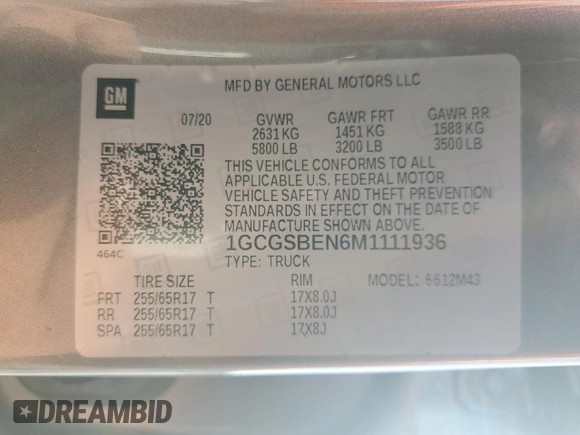 GM
MFD BY GENERAL MOTORS LLC
07/20 GVWR GAWR FRT GAWR RR
2631 KG 1451 KG 1588 KG
5800 LB 3200 LB 3500 LB
THIS VEHICLE CONFORMS TO ALL
APPLICABLE U.S. FEDERAL MOTOR
VEHICLE SAFETY AND THEFT PREVENTION
STANDARDS IN EFFECT ON THE DATE OF
MANUFACTURE SHOWN ABOVE.
464C
1GCGSBEN6M1111936
TYPE: TRUCK
TIRE SIZE RIM MODEL: 6612M43
FRT 255/65R17 T 17X8.0J
RR 255/65R17 T 17X8.0J
SPA 255/65R17 T 17X8J
DREAMBID